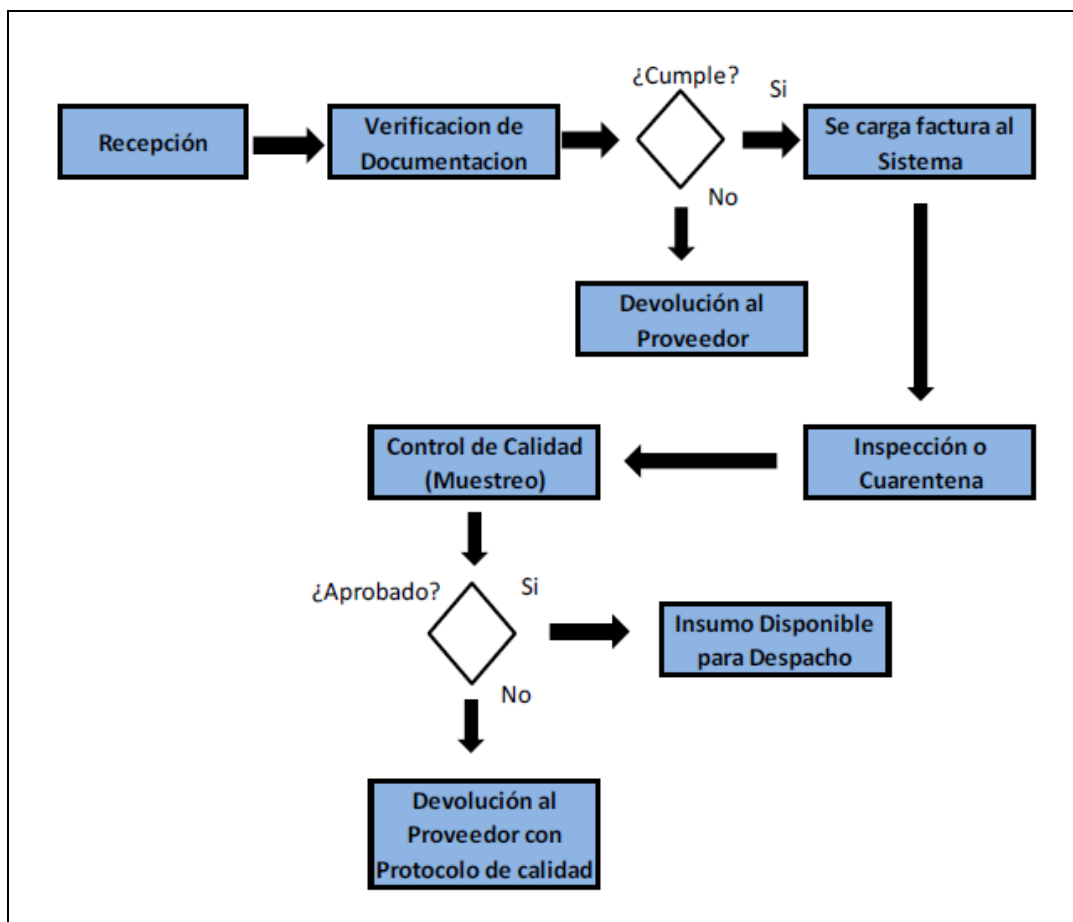 ¿Cumple?
Si
Recepción
Verificacion de
Documentacion
Se carga factura al
Sistema
No
Devolución al
Proveedor
Inspección o
Cuarentena
Control de Calidad
(Muestreo)
¿Aprobado?
Si
Insumo Disponible
para Despacho
No
Devolución al
Proveedor con
Protocolo de calidad